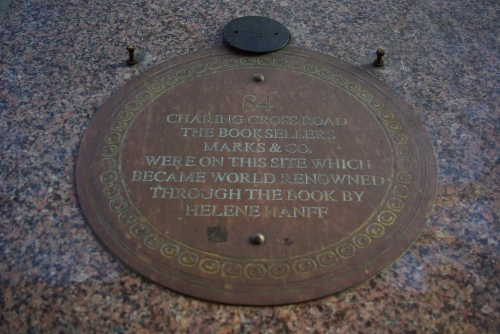 84
CHARING CROSS ROAD
THE BOOKSELLERS
MARKS & CO.
WERE ON THIS SITE WHICH
BECAME WORLD RENOWNED
THROUGH THE BOOK BY
HELENE HANFF